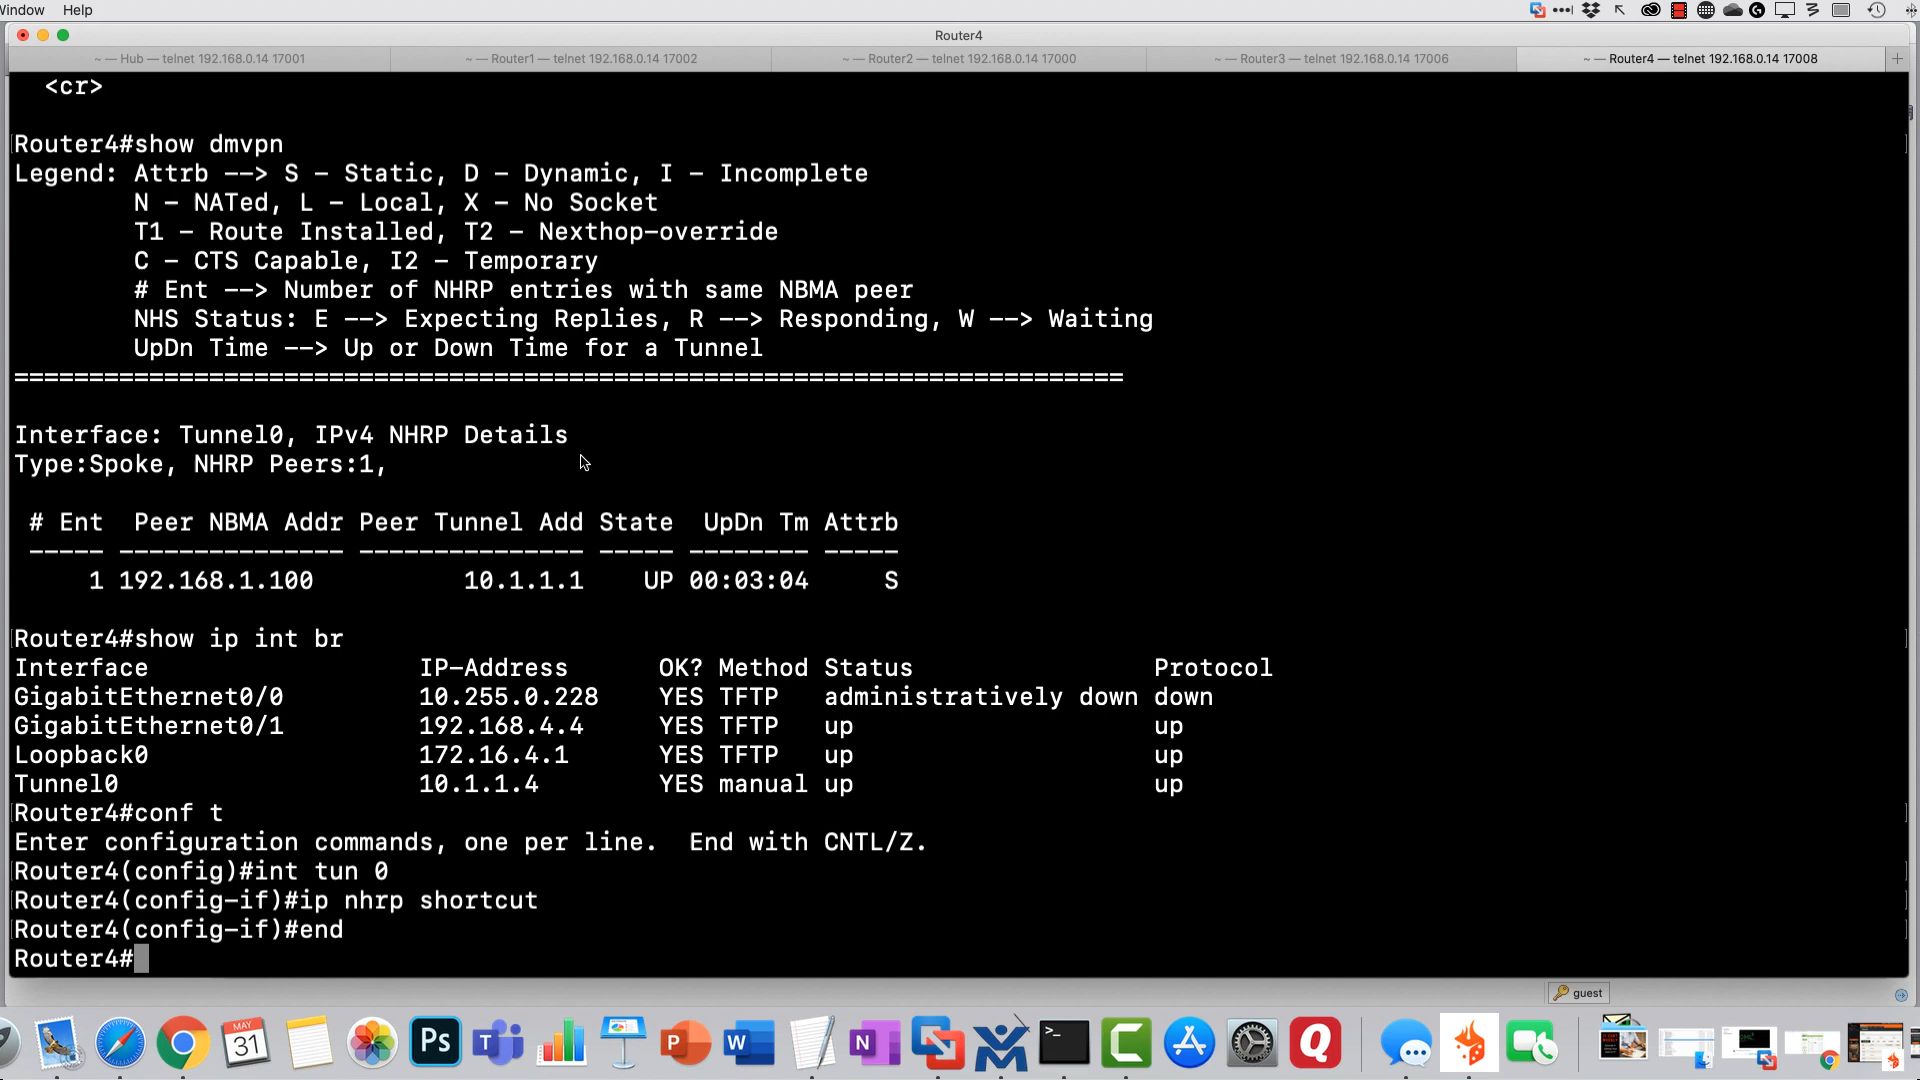 Window Help
Router4
~ — Hub — telnet 192.168.0.14 17001
~ — Router1 — telnet 192.168.0.14 17002
~ — Router2 — telnet 192.168.0.14 17000
~ — Router3 — telnet 192.168.0.14 17006
~ — Router4 — telnet 192.168.0.14 17008
<cr>
Router4#show dmvpn
Legend: Attrb --> S - Static, D - Dynamic, I - Incomplete
N - NATed, L - Local, X - No Socket
T1 - Route Installed, T2 - Nexthop-override
C - CTS Capable, I2 - Temporary
# Ent --> Number of NHRP entries with same NBMA peer
NHS Status: E --> Expecting Replies, R --> Responding, W --> Waiting
UpDn Time --> Up or Down Time for a Tunnel
==========================================================================
Interface: Tunnel0, IPv4 NHRP Details
Type:Spoke, NHRP Peers:1,
# Ent  Peer NBMA Addr Peer Tunnel Add State  UpDn Tm Attrb
----- --------------- --------------- ----- -------- -----
1 192.168.1.100          10.1.1.1    UP 00:03:04     S
Router4#show ip int br
Interface                  IP-Address      OK? Method Status                Protocol
GigabitEthernet0/0         10.255.0.228    YES TFTP   administratively down down
GigabitEthernet0/1         192.168.4.4     YES TFTP   up                    up
Loopback0                  172.16.4.1      YES TFTP   up                    up
Tunnel0                    10.1.1.4        YES manual up                    up
Router4#conf t
Enter configuration commands, one per line.  End with CNTL/Z.
Router4(config)#int tun 0
Router4(config-if)#ip nhrp shortcut
Router4(config-if)#end
Router4#
guest
MAY
31
Ps
T
P
W
N
>_
C
Q